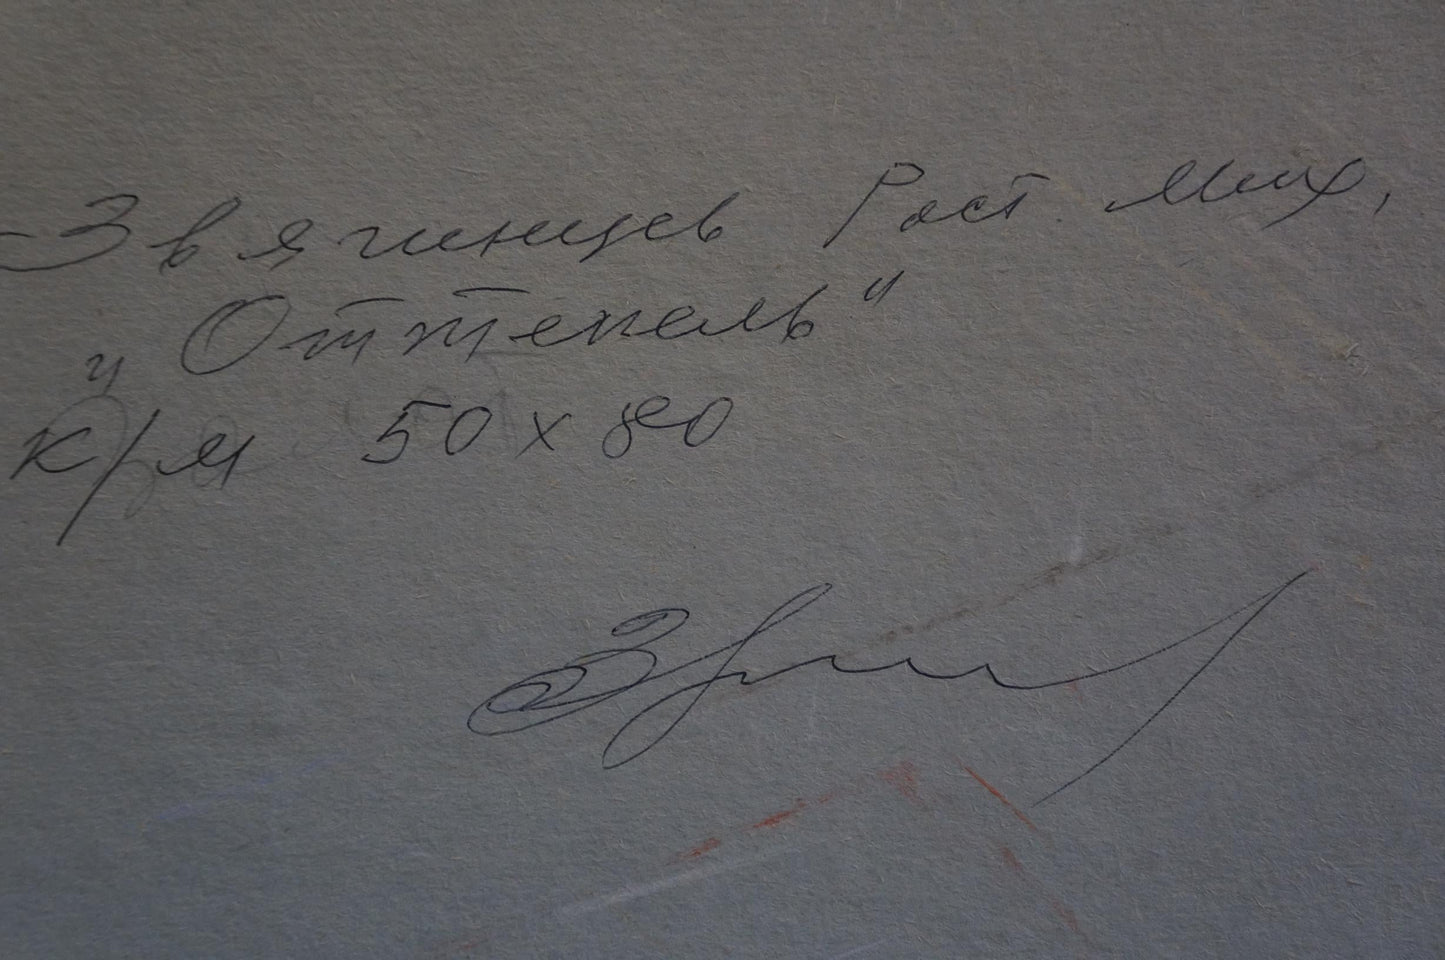 Звягинцев Рост. Мих.
„Оттепель"
к/м 50 х 80